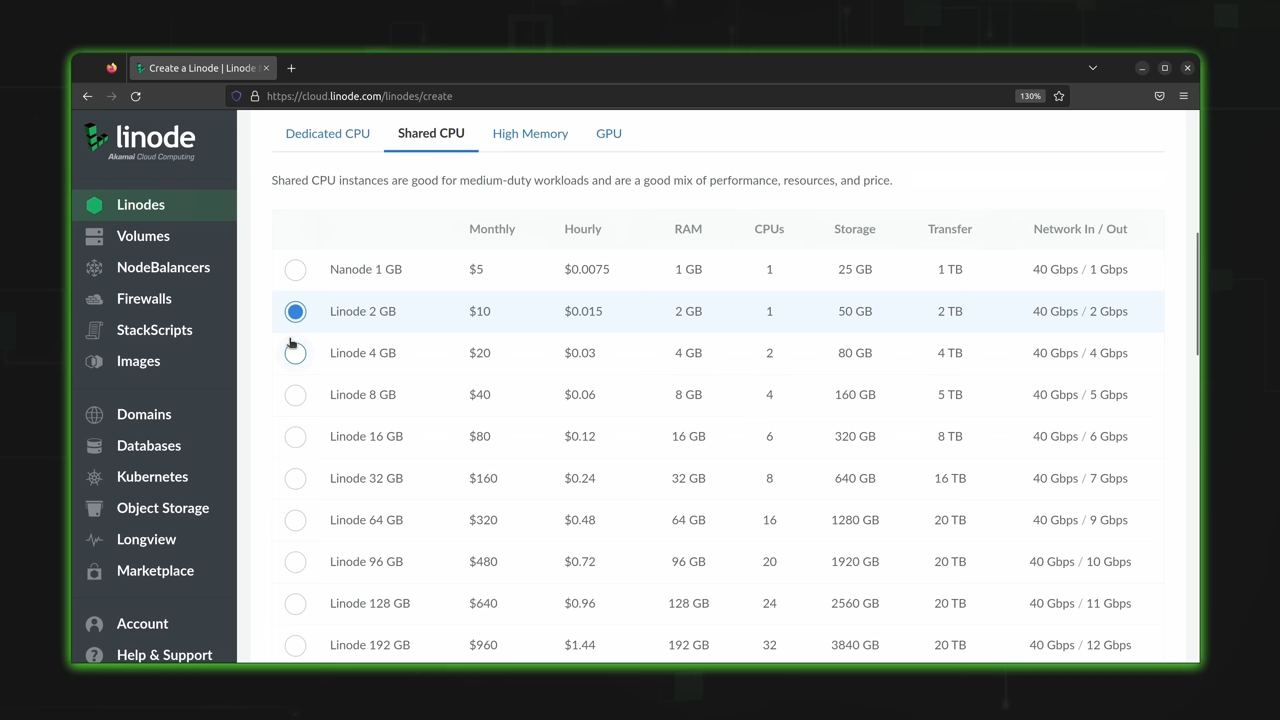 Create a Linode | Linode
https://cloud.linode.com/linodes/create
130%
linode
Akamai Cloud Computing
Linodes
Volumes
NodeBalancers
Firewalls
StackScripts
Images
Domains
Databases
Kubernetes
Object Storage
Longview
Marketplace
Account
Help & Support
Dedicated CPU Shared CPU High Memory GPU
Shared CPU instances are good for medium-duty workloads and are a good mix of performance, resources, and price.
Monthly Hourly RAM CPUs Storage Transfer Network In / Out
Nanode 1 GB $5 $0.0075 1 GB 1 25 GB 1 TB 40 Gbps / 1 Gbps
Linode 2 GB $10 $0.015 2 GB 1 50 GB 2 TB 40 Gbps / 2 Gbps
Linode 4 GB $20 $0.03 4 GB 2 80 GB 4 TB 40 Gbps / 4 Gbps
Linode 8 GB $40 $0.06 8 GB 4 160 GB 5 TB 40 Gbps / 5 Gbps
Linode 16 GB $80 $0.12 16 GB 6 320 GB 8 TB 40 Gbps / 6 Gbps
Linode 32 GB $160 $0.24 32 GB 8 640 GB 16 TB 40 Gbps / 7 Gbps
Linode 64 GB $320 $0.48 64 GB 16 1280 GB 20 TB 40 Gbps / 9 Gbps
Linode 96 GB $480 $0.72 96 GB 20 1920 GB 20 TB 40 Gbps / 10 Gbps
Linode 128 GB $640 $0.96 128 GB 24 2560 GB 20 TB 40 Gbps / 11 Gbps
Linode 192 GB $960 $1.44 192 GB 32 3840 GB 20 TB 40 Gbps / 12 Gbps